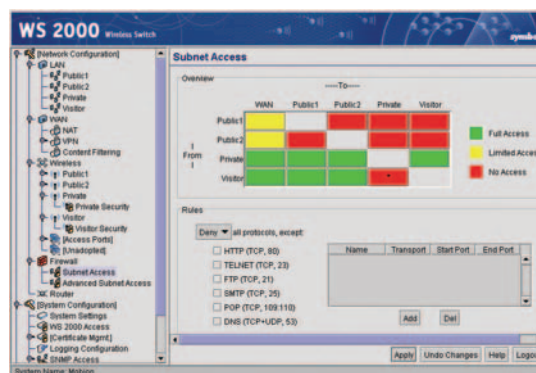 WS 2000 Wireless Switch
[Network Configuration]
LAN
Public1
Public2
Private
Visitor
WAN
NAT
VPN
Content Filtering
Wireless
Public1
Public2
Private
Private Security
Visitor
Visitor Security
[Access Ports]
[Unadopted]
Firewall
Subnet Access
Advanced Subnet Access
Router
[System Configuration]
System Settings
WS 2000 Access
[Certificate Mgmt.]
Logging Configuration
SNMP Access
System Name:
Subnet Access
Overview
----To----
WAN Public1 Public2 Private Visitor
Public1
Public2
From
Private
Visitor
Full Access
Limited Acces
No Access
Rules
Deny all protocols, except:
HTTP (TCP, 80)
TELNET (TCP, 23)
FTP (TCP, 21)
SMTP (TCP, 25)
POP (TCP, 109,110)
DNS (TCP+UDP, 53)
Name Transport Start Port End Port
Add Del
Apply Undo Changes Help Logou